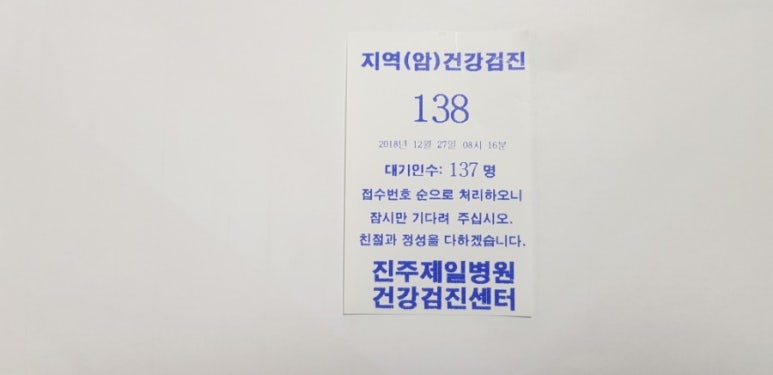 지역(암)건강검진
138
2018년 12월 27일 08시 16분
대기인수: 137 명
접수번호 순으로 처리하오니
잠시만 기다려 주십시오.
친절과 정성을 다하겠습니다.
진주제일병원
건강검진센터